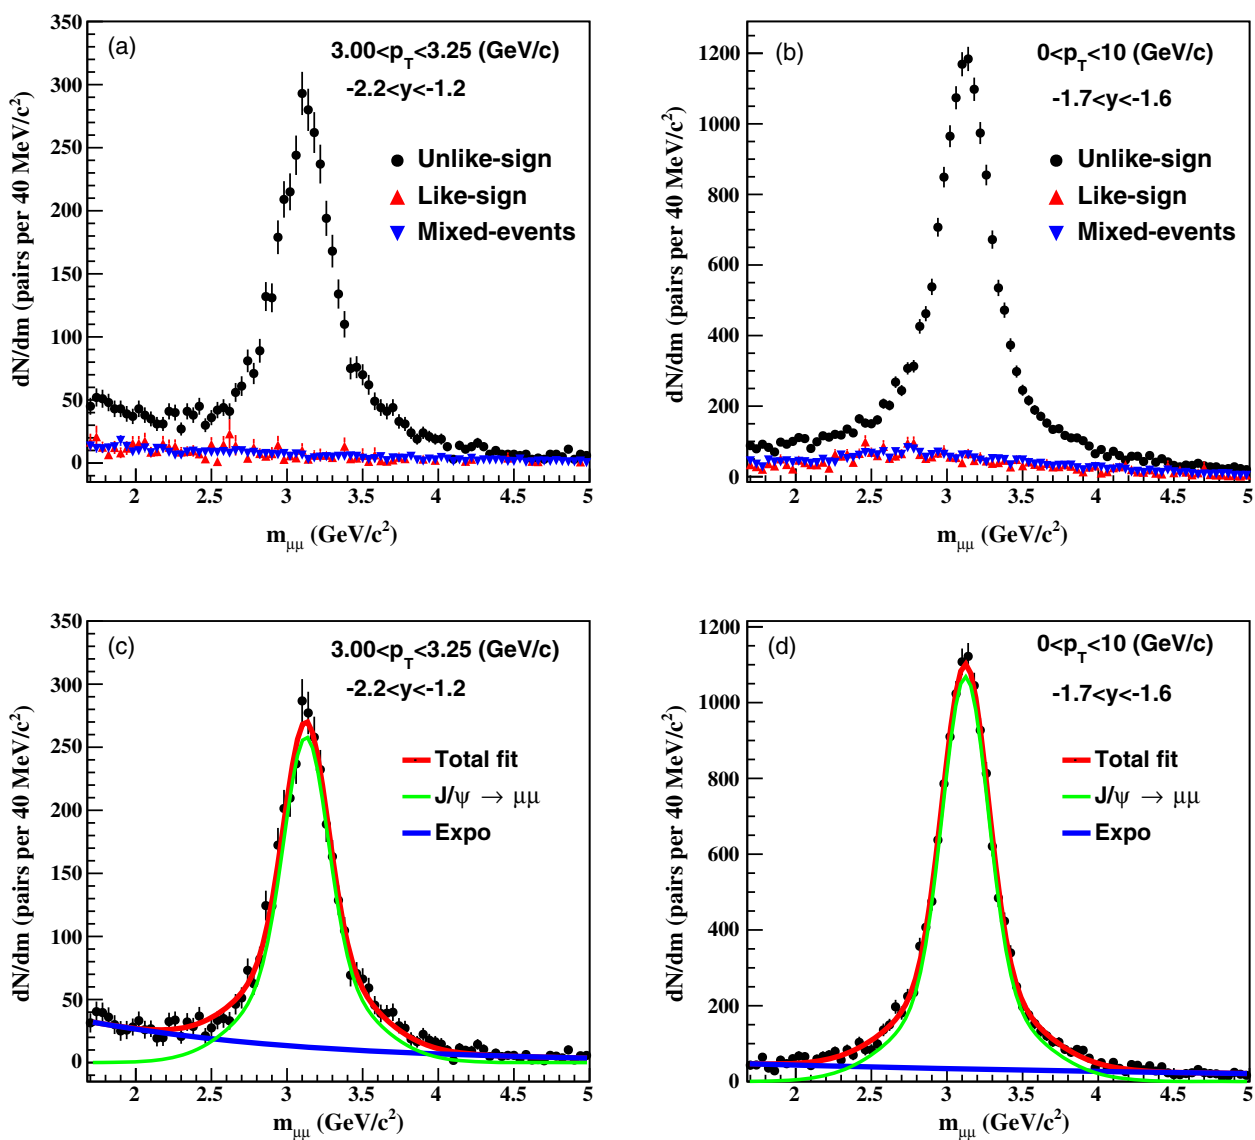 (a)
3.00<p_T<3.25 (GeV/c)
-2.2<y<-1.2
Unlike-sign
Like-sign
Mixed-events
dN/dm (pairs per 40 MeV/c²)
350
300
250
200
150
100
50
0
2 2.5 3 3.5 4 4.5 5
m_μμ (GeV/c²)
(b)
0<p_T<10 (GeV/c)
-1.7<y<-1.6
Unlike-sign
Like-sign
Mixed-events
dN/dm (pairs per 40 MeV/c²)
1200
1000
800
600
400
200
0
2 2.5 3 3.5 4 4.5 5
m_μμ (GeV/c²)
(c)
3.00<p_T<3.25 (GeV/c)
-2.2<y<-1.2
Total fit
J/ψ → μμ
Expo
dN/dm (pairs per 40 MeV/c²)
350
300
250
200
150
100
50
0
2 2.5 3 3.5 4 4.5 5
m_μμ (GeV/c²)
(d)
0<p_T<10 (GeV/c)
-1.7<y<-1.6
Total fit
J/ψ → μμ
Expo
dN/dm (pairs per 40 MeV/c²)
1200
1000
800
600
400
200
0
2 2.5 3 3.5 4 4.5 5
m_μμ (GeV/c²)